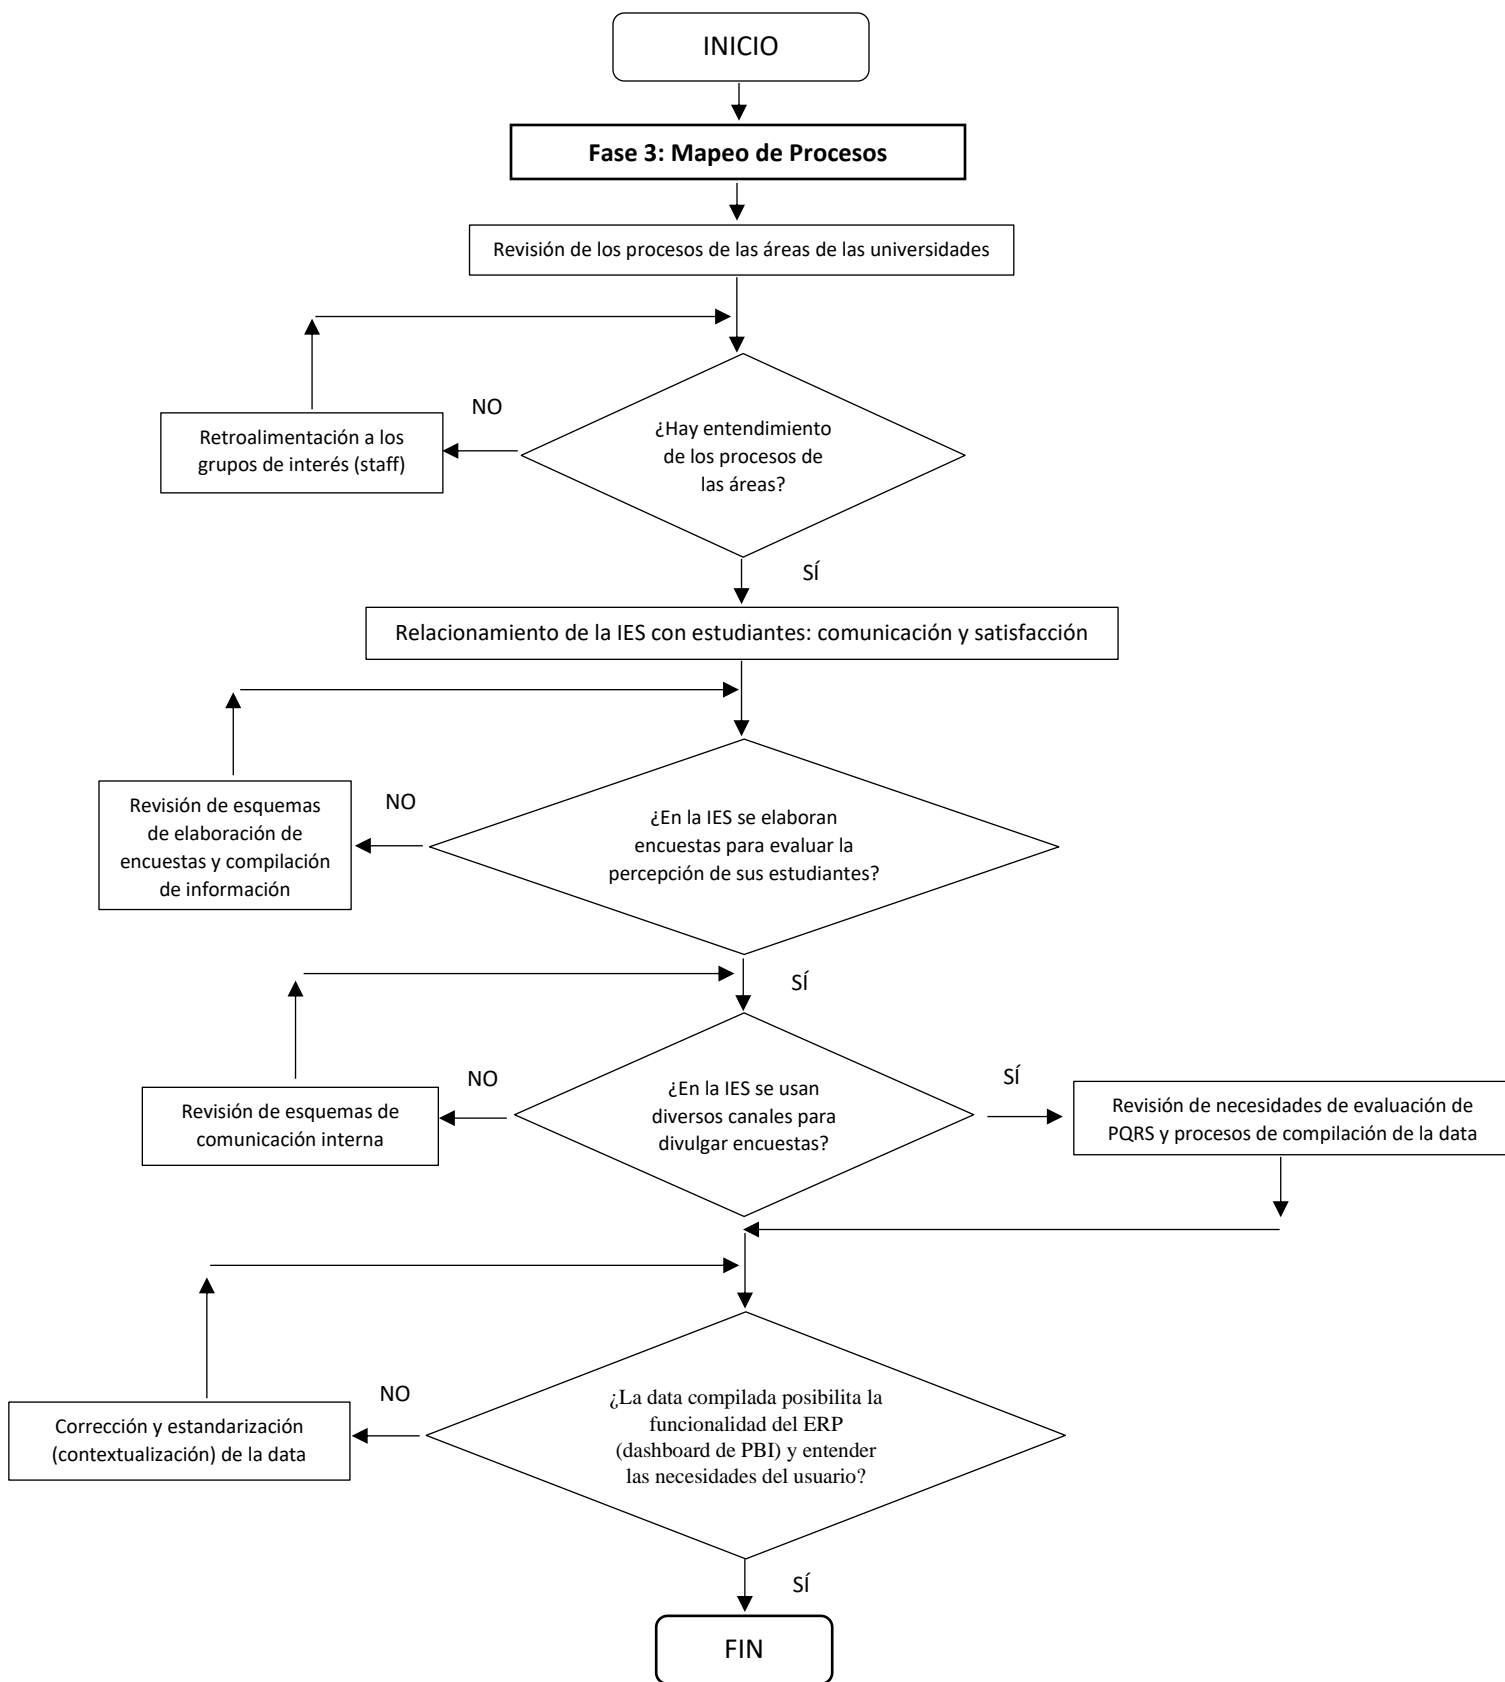 INICIO
Fase 3: Mapeo de Procesos
Revisión de los procesos de las áreas de las universidades
NO
Retroalimentación a los
grupos de interés (staff)
¿Hay entendimiento
de los procesos de
las áreas?
SÍ
Relacionamiento de la IES con estudiantes: comunicación y satisfacción
NO
Revisión de esquemas
de elaboración de
encuestas y compilación
de información
¿En la IES se elaboran
encuestas para evaluar la
percepción de sus estudiantes?
SÍ
NO
Revisión de esquemas de
comunicación interna
¿En la IES se usan
diversos canales para
divulgar encuestas?
SÍ
Revisión de necesidades de evaluación de
PQRS y procesos de compilación de la data
NO
Corrección y estandarización
(contextualización) de la data
¿La data compilada posibilita la
funcionalidad del ERP
(dashboard de PBI) y entender
las necesidades del usuario?
SÍ
FIN